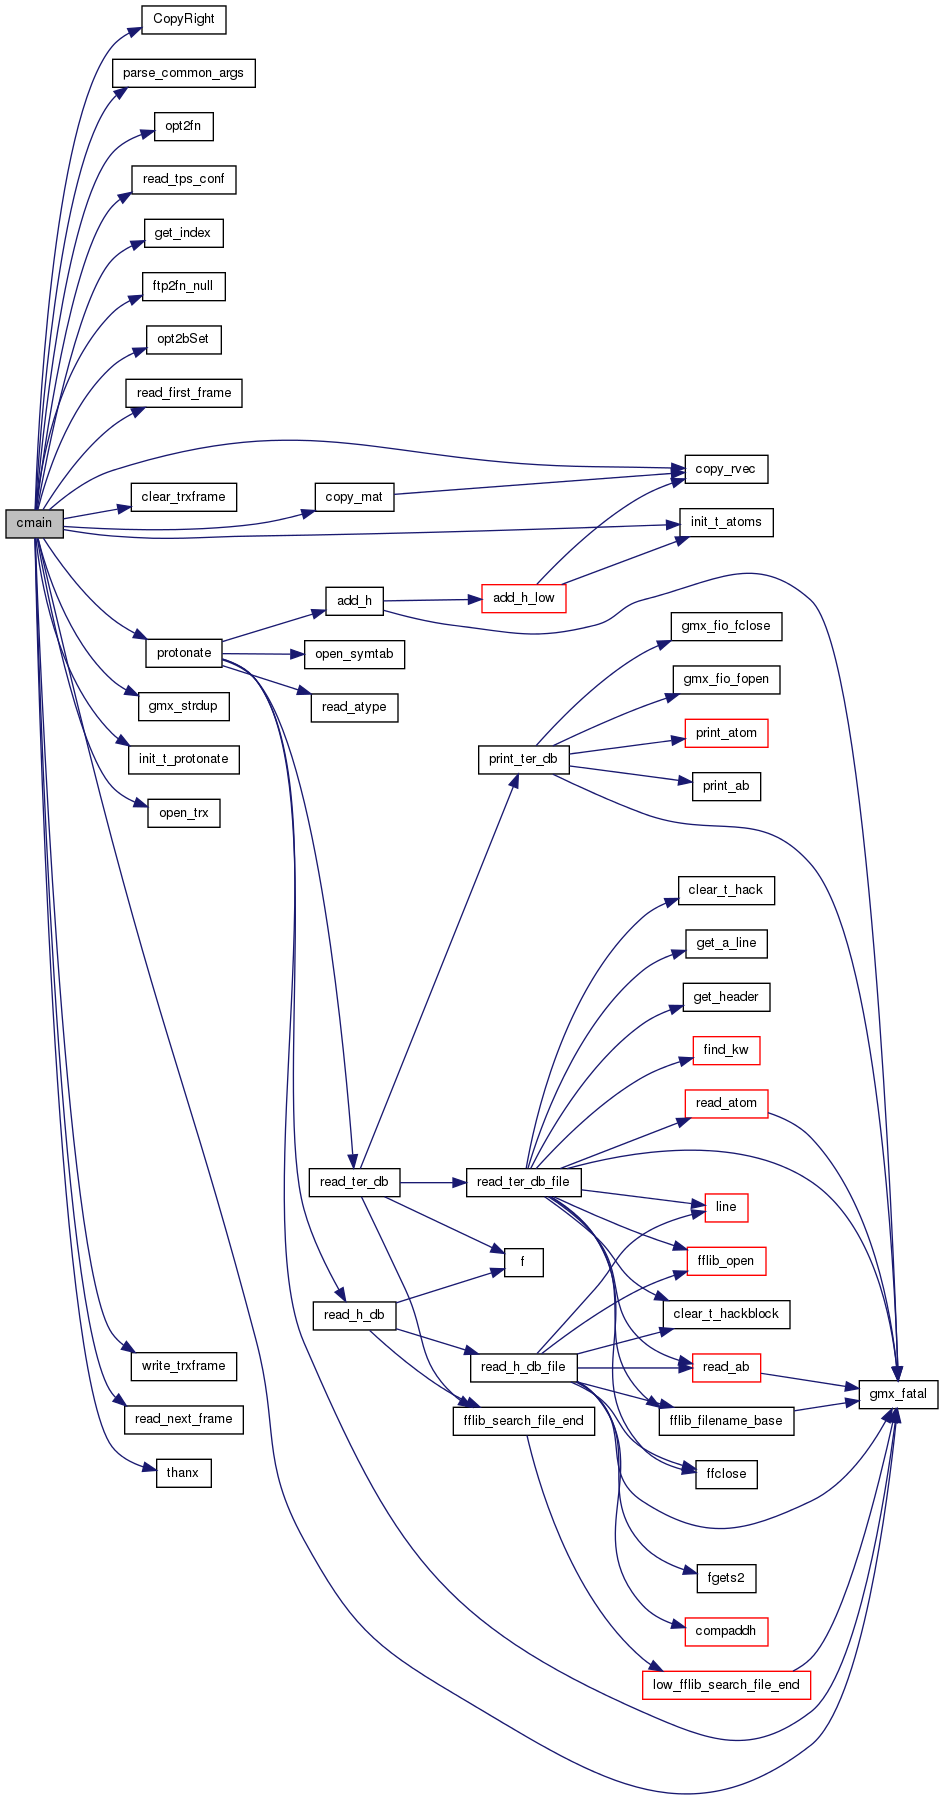 CopyRight
parse_common_args
opt2fn
read_tps_conf
get_index
ftp2fn_null
opt2bSet
read_first_frame
copy_rvec
clear_trxframe
copy_mat
cmain
init_t_atoms
add_h
add_h_low
gmx_fio_fclose
protonate
open_symtab
gmx_fio_fopen
gmx_strdup
read_atype
print_atom
init_t_protonate
print_ter_db
print_ab
open_trx
clear_t_hack
get_a_line
get_header
find_kw
read_atom
read_ter_db
read_ter_db_file
line
f
fflib_open
read_h_db
clear_t_hackblock
write_trxframe
read_h_db_file
read_ab
gmx_fatal
read_next_frame
fflib_search_file_end
fflib_filename_base
thanx
ffclose
fgets2
compaddh
low_fflib_search_file_end